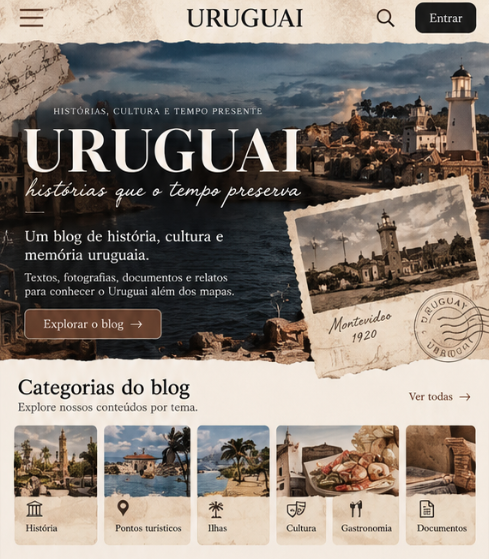 URUGUAI
Entrar
HISTÓRIAS, CULTURA E TEMPO PRESENTE
URUGUAI
histórias que o tempo preserva
Um blog de história, cultura e
memória uruguaia.
Textos, fotografias, documentos e relatos
para conhecer o Uruguai além dos mapas.
Explorar o blog →
Montevideo
1920
URUGUAY
Categorias do blog
Explore nossos conteúdos por tema.
Ver todas →
História
Pontos turísticos
Ilhas
Cultura
Gastronomia
Documentos